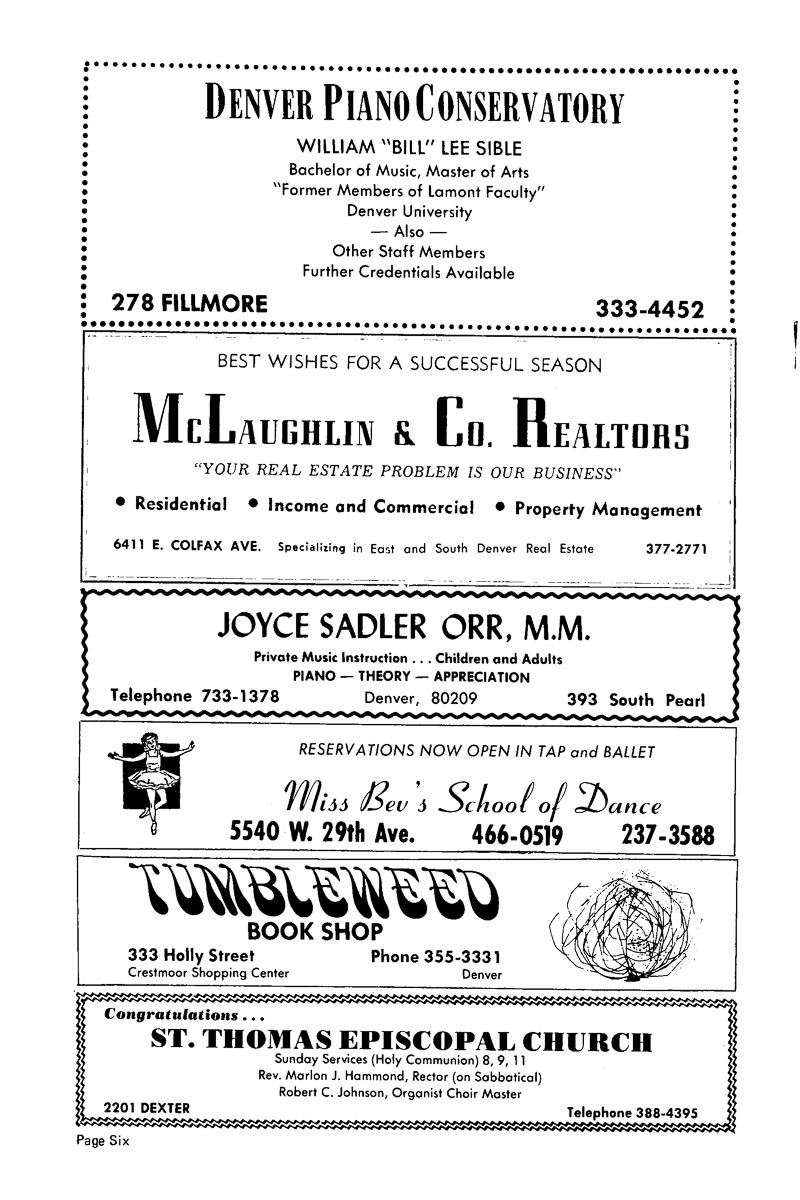 DENVER PIANO CONSERVATORY
WILLIAM "BILL" LEE SIBLE
Bachelor of Music, Master of Arts
"Former Members of Lamont Faculty"
Denver University
— Also —
Other Staff Members
Further Credentials Available
278 FILLMORE 333-4452
BEST WISHES FOR A SUCCESSFUL SEASON
MCLAUGHLIN & CO. REALTORS
"YOUR REAL ESTATE PROBLEM IS OUR BUSINESS"
• Residential • Income and Commercial • Property Management
6411 E. COLFAX AVE. Specializing in East and South Denver Real Estate 377-2771
JOYCE SADLER ORR, M.M.
Private Music Instruction . . . Children and Adults
PIANO — THEORY — APPRECIATION
Telephone 733-1378 Denver, 80209 393 South Pearl
RESERVATIONS NOW OPEN IN TAP and BALLET
Miss Bev's School of Dance
5540 W. 29th Ave. 466-0519 237-3588
TUMBLEWEED
BOOK SHOP
333 Holly Street Phone 355-3331
Crestmoor Shopping Center Denver
Congratulations . . .
ST. THOMAS EPISCOPAL CHURCH
Sunday Services (Holy Communion) 8, 9, 11
Rev. Marlon J. Hammond, Rector (on Sabbatical)
Robert C. Johnson, Organist Choir Master
2201 DEXTER Telephone 388-4395
Page Six